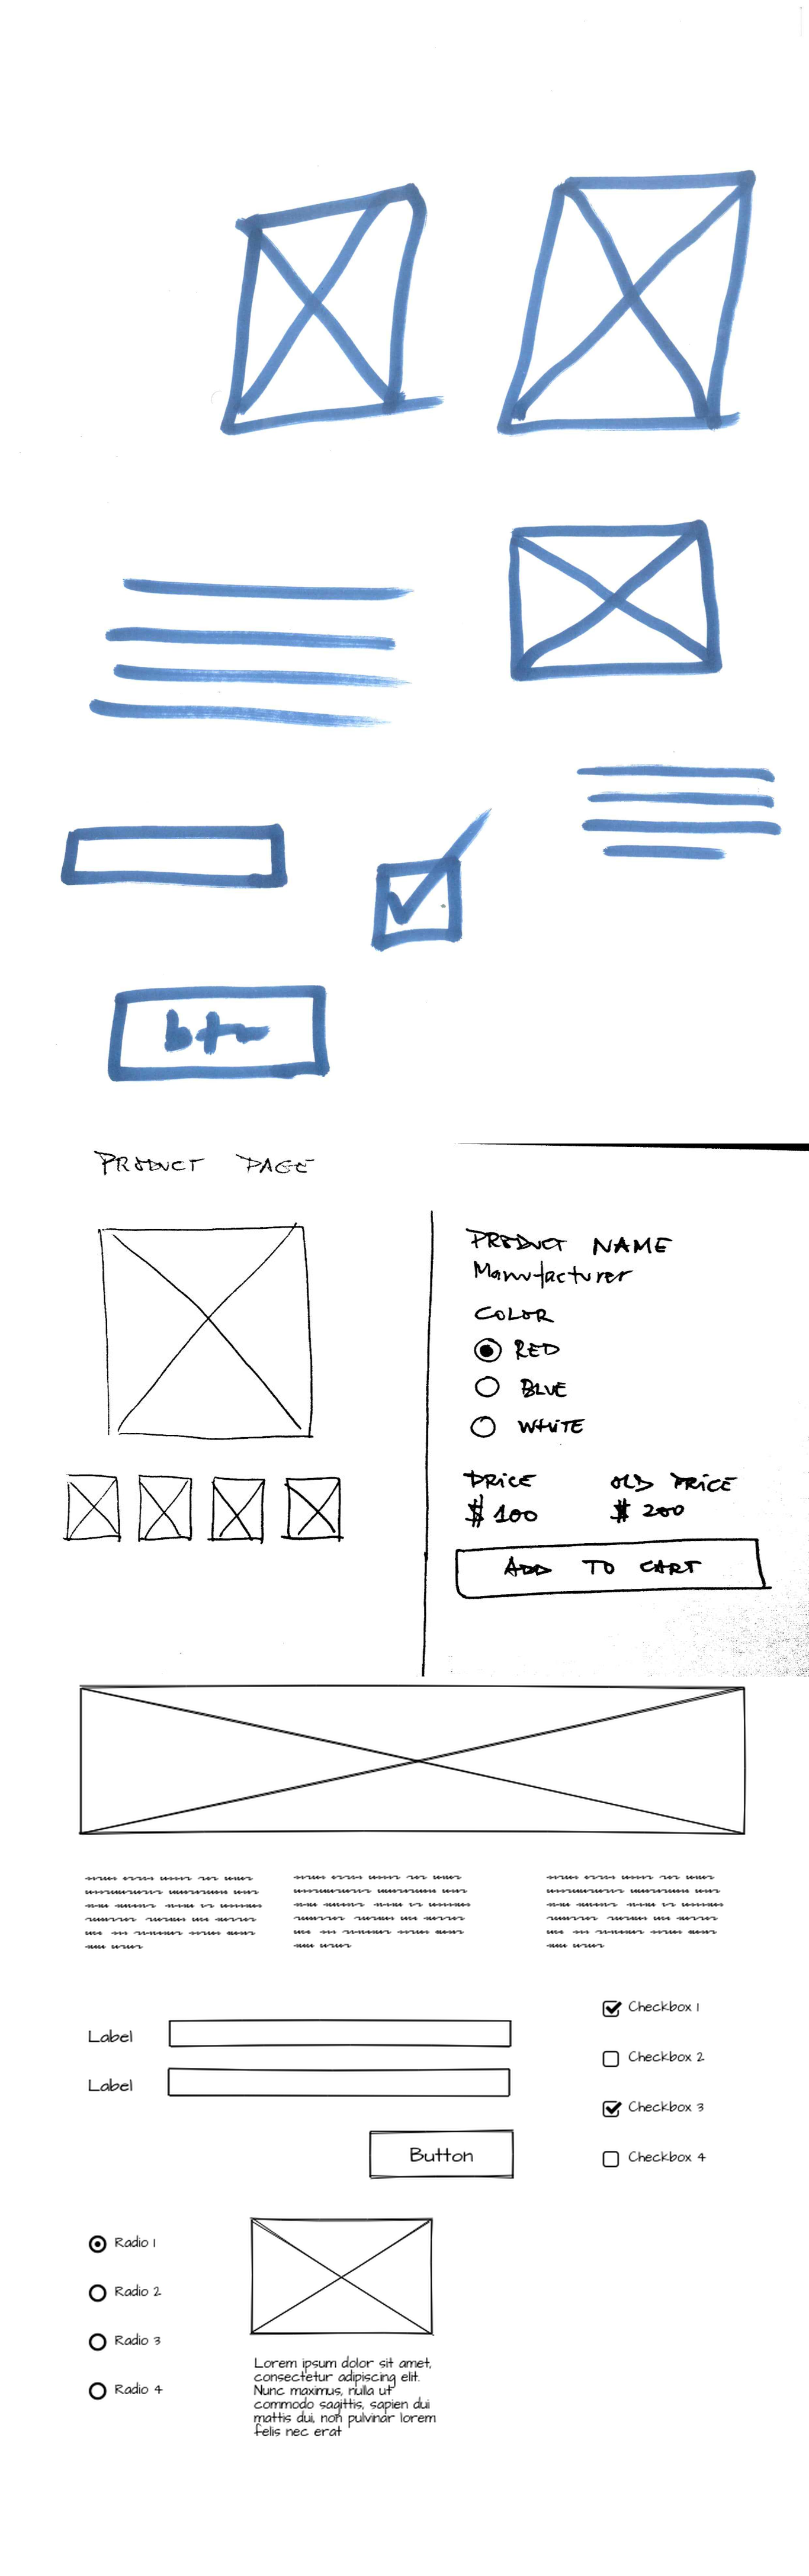 btn
PRODUCT PAGE
PRODUCT NAME
Manufacturer
COLOR
RED
BLUE
WHITE
PRICE OLD PRICE
$ 100 $ 200
ADD TO CART
Checkbox 1
Label
Checkbox 2
Label
Checkbox 3
Button
Checkbox 4
Radio 1
Radio 2
Radio 3
Radio 4
Lorem ipsum dolor sit amet,
consectetur adipiscing elit.
Nunc maximus, nulla ut
commodo sagittis, sapien dui
mattis dui, non pulvinar lorem
felis nec erat